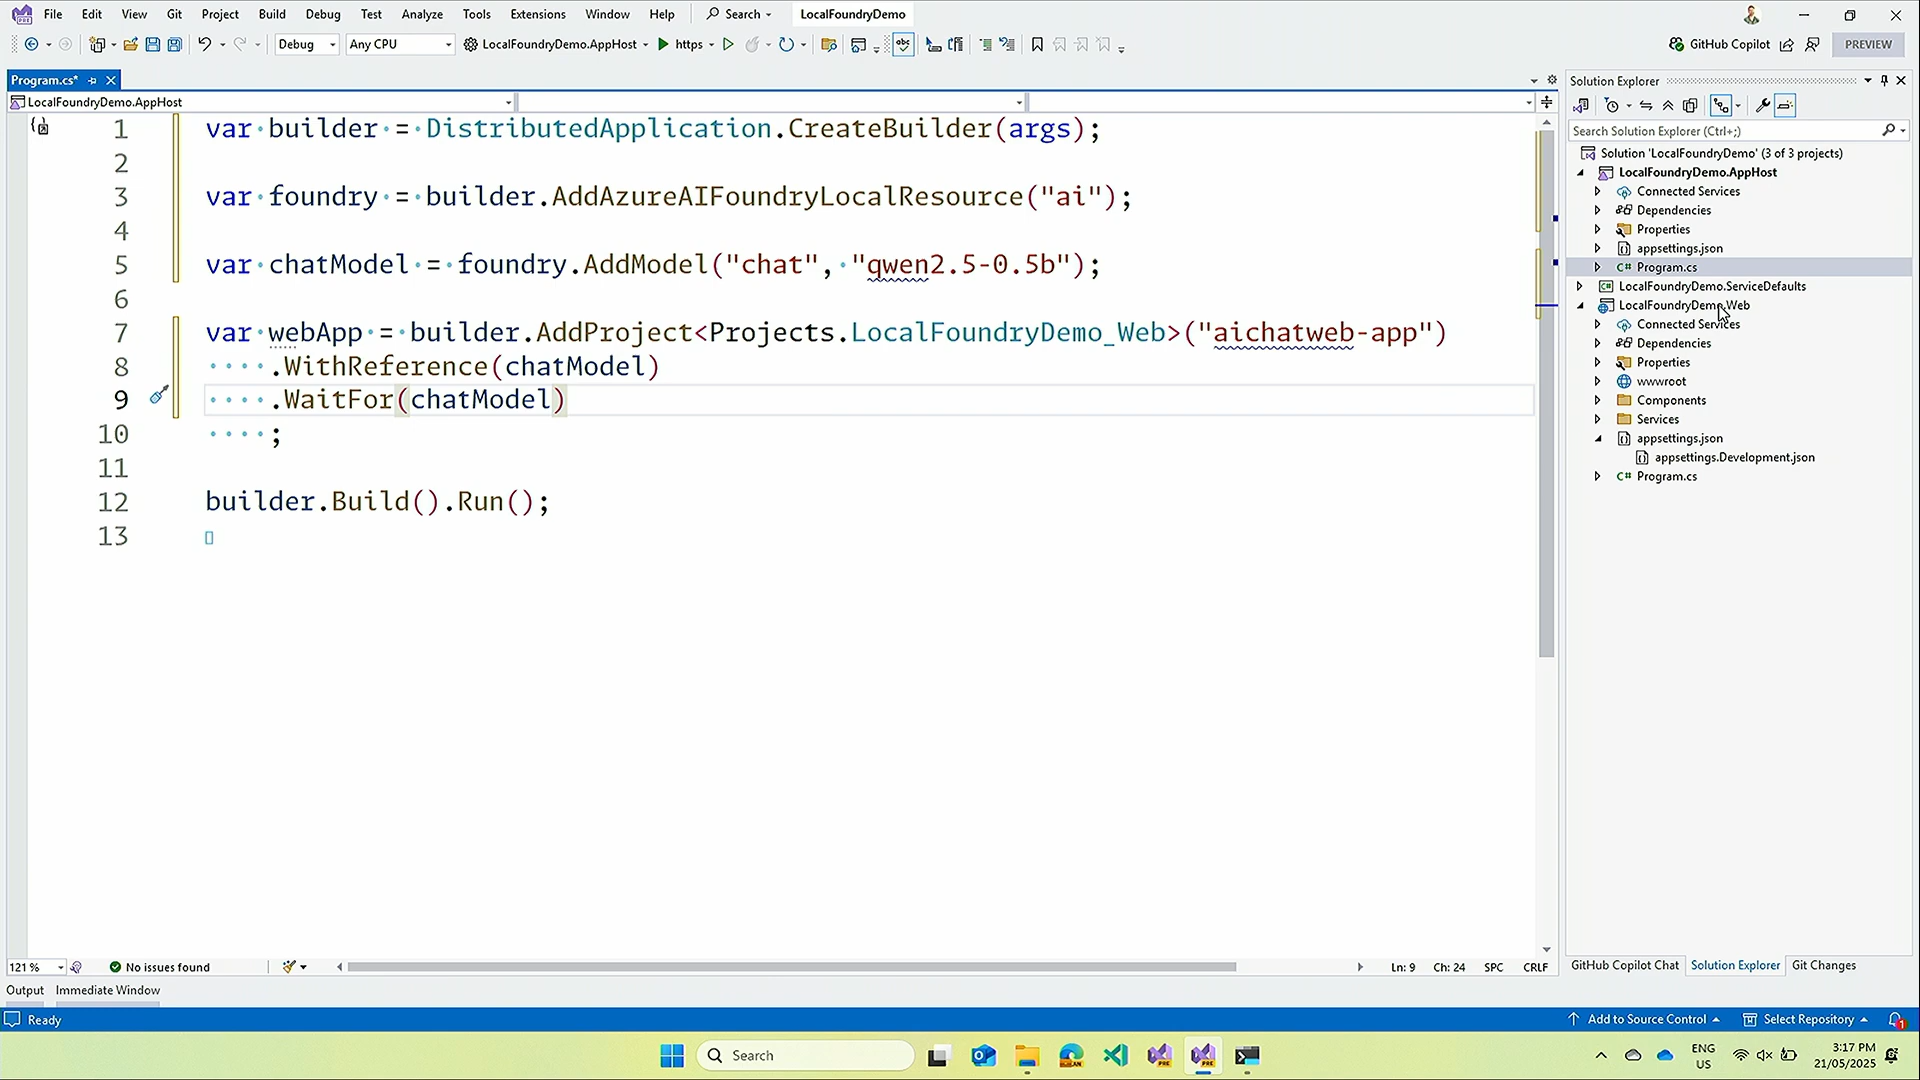 File Edit View Git Project Build Debug Test Analyze Tools Extensions Window Help Search LocalFoundryDemo
Debug Any CPU LocalFoundryDemo.AppHost https GitHub Copilot PREVIEW
Program.cs*
LocalFoundryDemo.AppHost
1 var builder = DistributedApplication.CreateBuilder(args);
2
3 var foundry = builder.AddAzureAIFoundryLocalResource("ai");
4
5 var chatModel = foundry.AddModel("chat", "qwen2.5-0.5b");
6
7 var webApp = builder.AddProject<Projects.LocalFoundryDemo_Web>("aichatweb-app")
8 .WithReference(chatModel)
9 .WaitFor(chatModel)
10 ;
11
12 builder.Build().Run();
13
121 % No issues found Ln: 9 Ch: 24 SPC CRLF
Output Immediate Window
Solution Explorer
Search Solution Explorer (Ctrl+;)
Solution 'LocalFoundryDemo' (3 of 3 projects)
LocalFoundryDemo.AppHost
Connected Services
Dependencies
Properties
appsettings.json
C# Program.cs
LocalFoundryDemo.ServiceDefaults
LocalFoundryDemo.Web
Connected Services
Dependencies
Properties
wwwroot
Components
Services
appsettings.json
appsettings.Development.json
C# Program.cs
GitHub Copilot Chat Solution Explorer Git Changes
Ready Add to Source Control Select Repository 1
Search
ENG
US
3:17 PM
21/05/2025